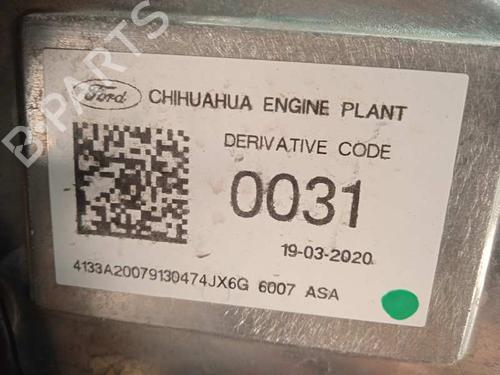 Ford CHIHUAHUA ENGINE PLANT
DERIVATIVE CODE
0031
19-03-2020
4133A20079130474JX6G 6007 ASA
B-PARTS